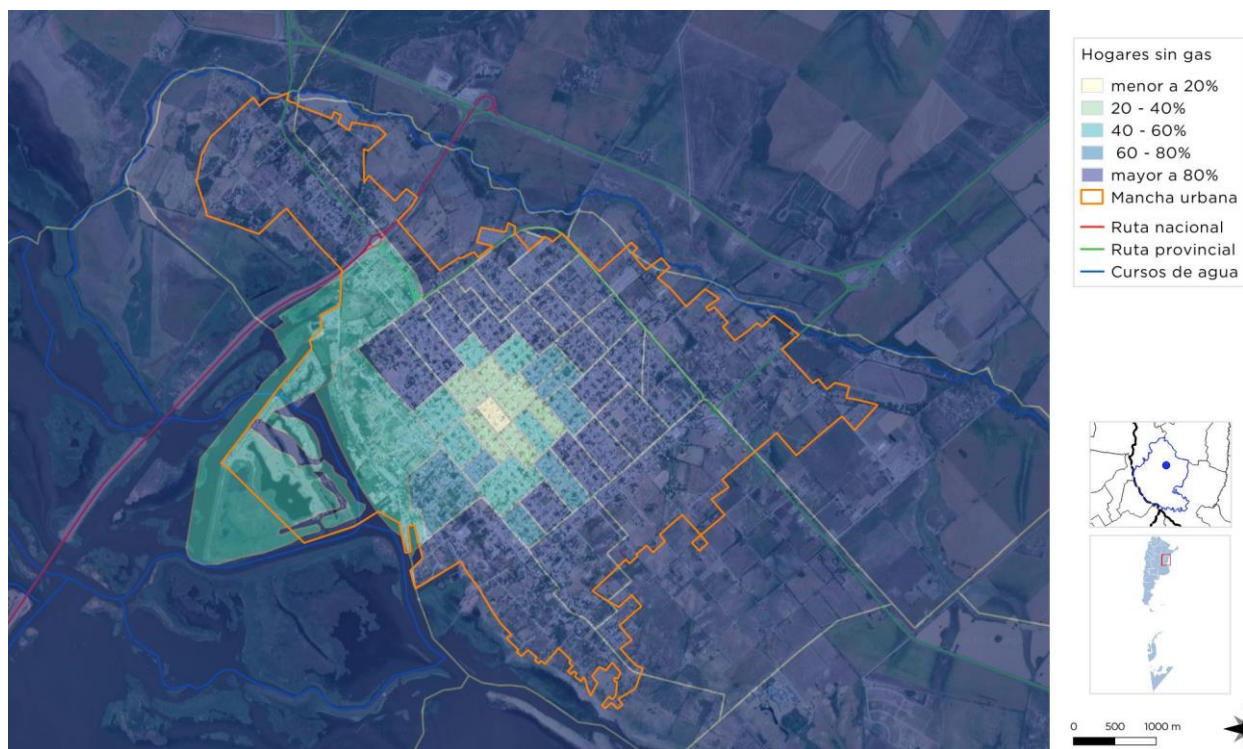 Hogares sin gas
menor a 20%
20 - 40%
40 - 60%
60 - 80%
mayor a 80%
Mancha urbana
Ruta nacional
Ruta provincial
Cursos de agua
0 500 1000 m